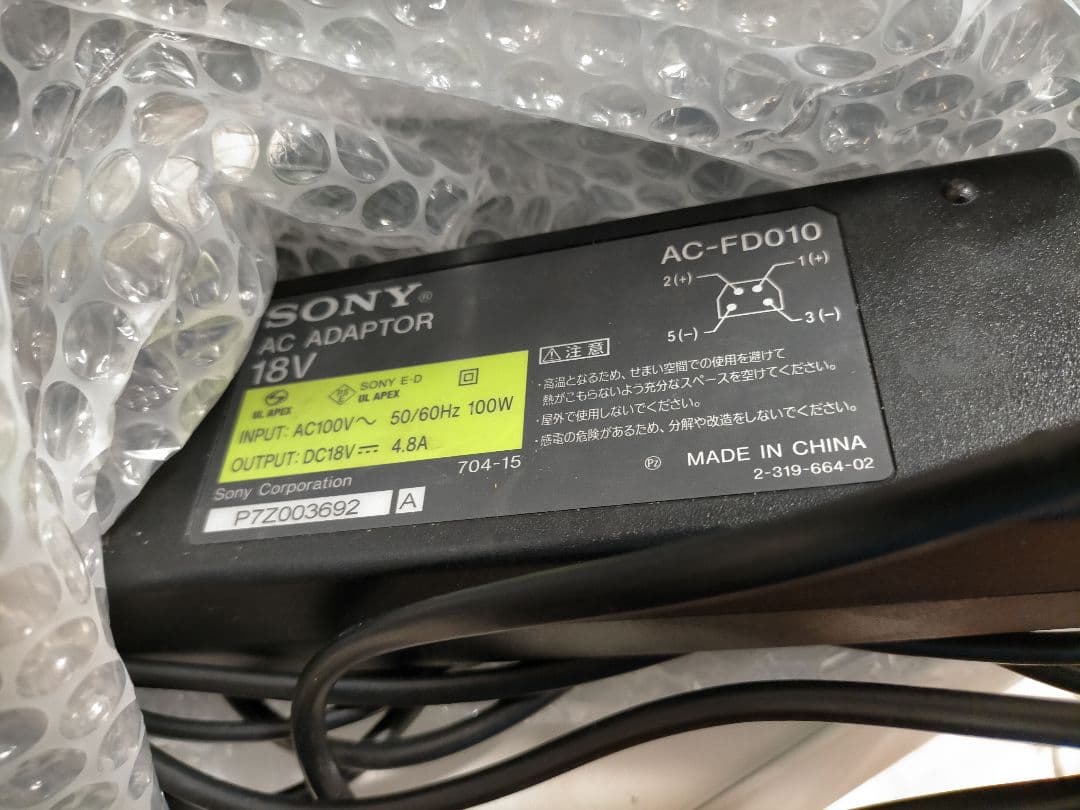 SONY®
AC ADAPTOR
18V
UL APEX
PS
E
SONY E-D
UL APEX
INPUT: AC100V〜 50/60Hz 100W
OUTPUT: DC18V⎓ 4.8A
704-15
Sony Corporation
P7Z003692 A
AC-FD010
2(+) 1(+)
5(−) 3(−)
⚠注意
・高温となるため、せまい空間での使用を避けて
熱がこもらないよう充分なスペースを空けてください。
・屋外で使用しないでください。
・感電の危険があるため、分解や改造をしないでください。
Pz MADE IN CHINA
2-319-664-02